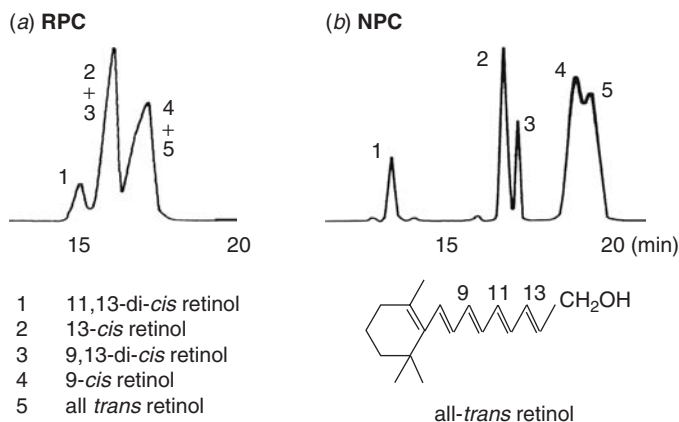 (a) RPC
2
+
3
4
+
5
1
15
20
(b) NPC
2
4
5
3
1
15
20 (min)
1 11,13-di-cis retinol
2 13-cis retinol
3 9,13-di-cis retinol
4 9-cis retinol
5 all trans retinol
9 11 13 CH₂OH
all-trans retinol